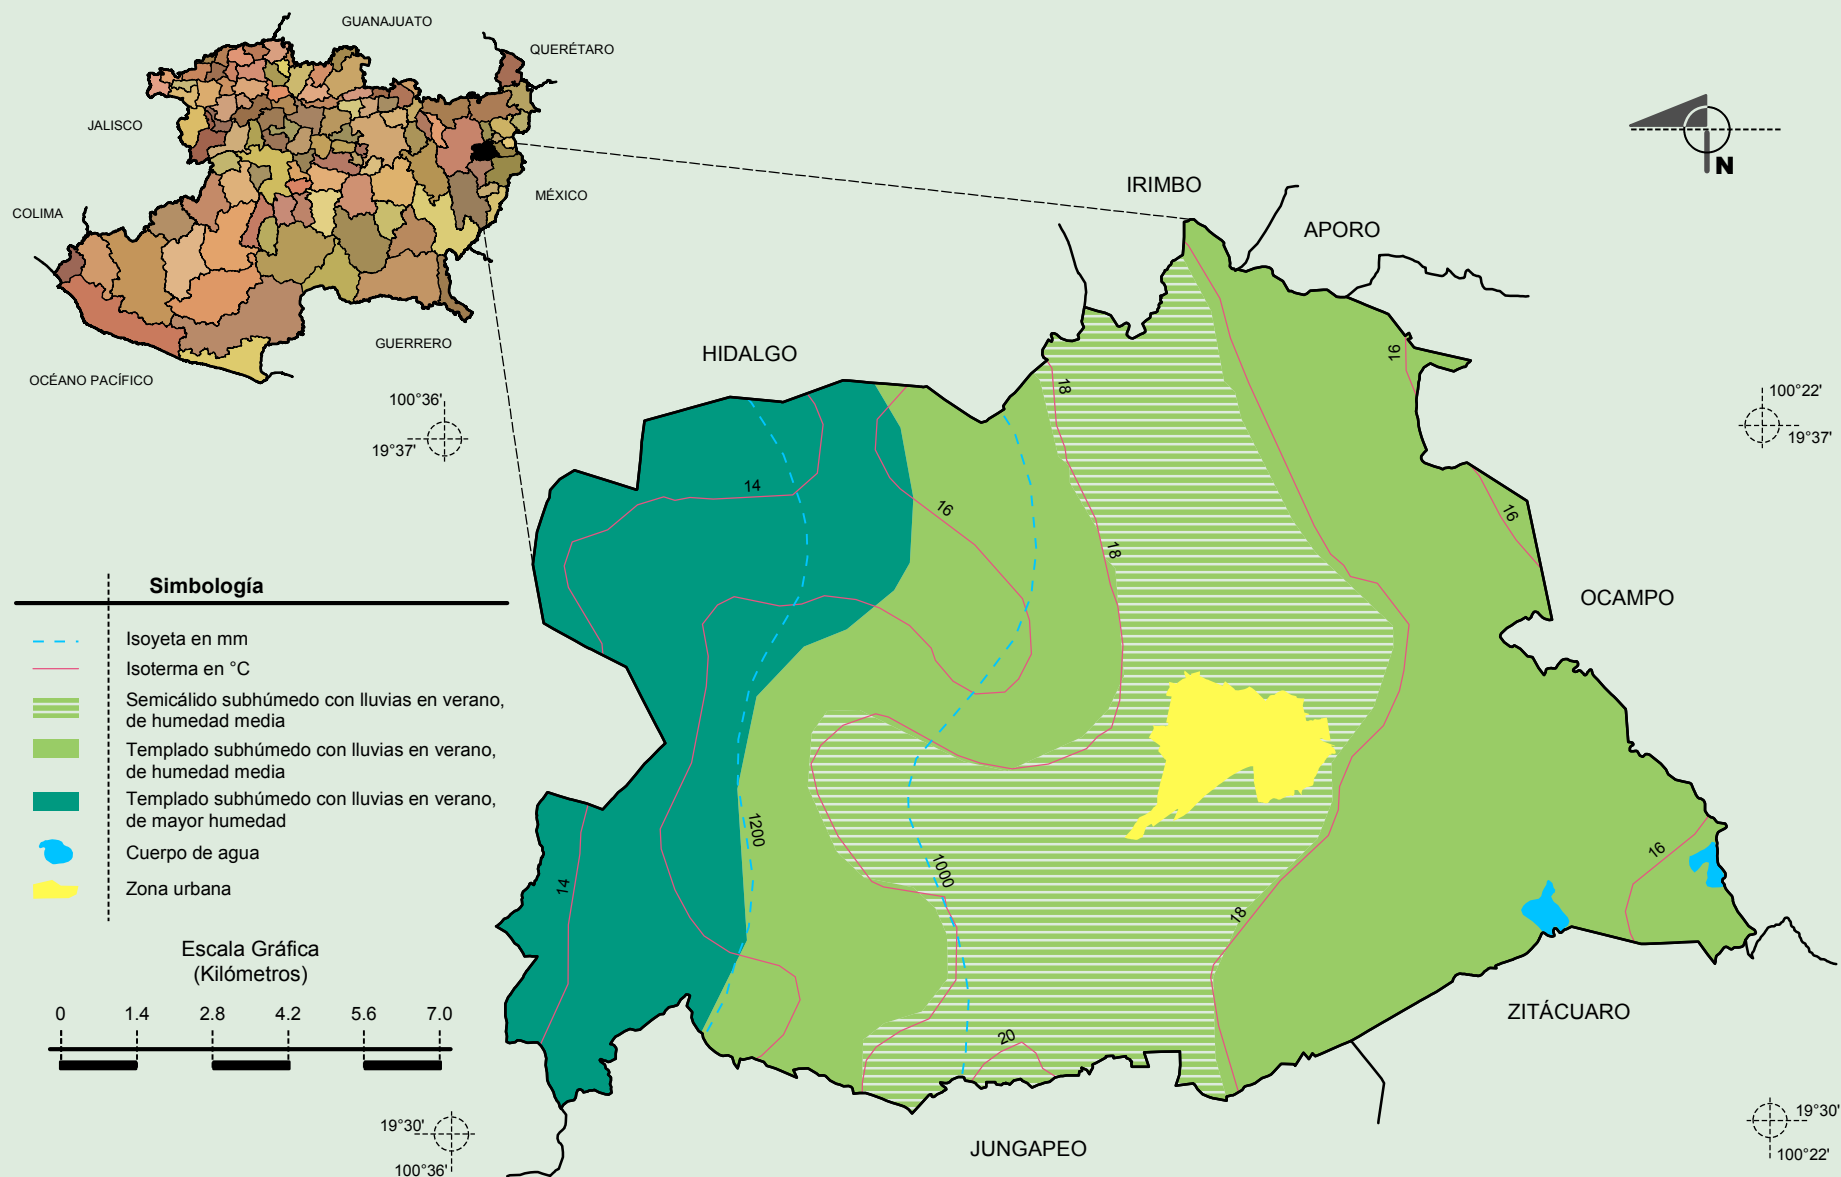 GUANAJUATO
QUERÉTARO
JALISCO
MÉXICO
COLIMA
GUERRERO
OCÉANO PACÍFICO
N
IRIMBO
APORO
HIDALGO
OCAMPO
ZITÁCUARO
JUNGAPEO
100°36'
19°37'
100°22'
19°37'
19°30'
100°36'
19°30'
100°22'
14
16
18
18
16
16
14
1200
1000
18
16
20
Simbología
Isoyeta en mm
Isoterma en °C
Semicálido subhúmedo con lluvias en verano,
de humedad media
Templado subhúmedo con lluvias en verano,
de humedad media
Templado subhúmedo con lluvias en verano,
de mayor humedad
Cuerpo de agua
Zona urbana
Escala Gráfica
(Kilómetros)
0 1.4 2.8 4.2 5.6 7.0